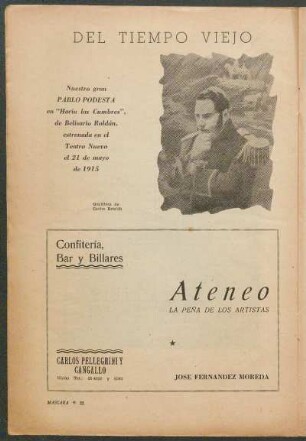 DEL TIEMPO VIEJO
Nuestro gran
PABLO PODESTA
en "Hacia las Cumbres",
de Belisario Roldán,
estrenada en el
Teatro Nuevo
el 21 de mayo
de 1915
Confitería,
Bar y Billares
Ateneo
LA PEÑA DE LOS ARTISTAS
CARLOS PELLEGRINI Y
CANGALLO
JOSE FERNANDEZ MOREDA
MASCARA